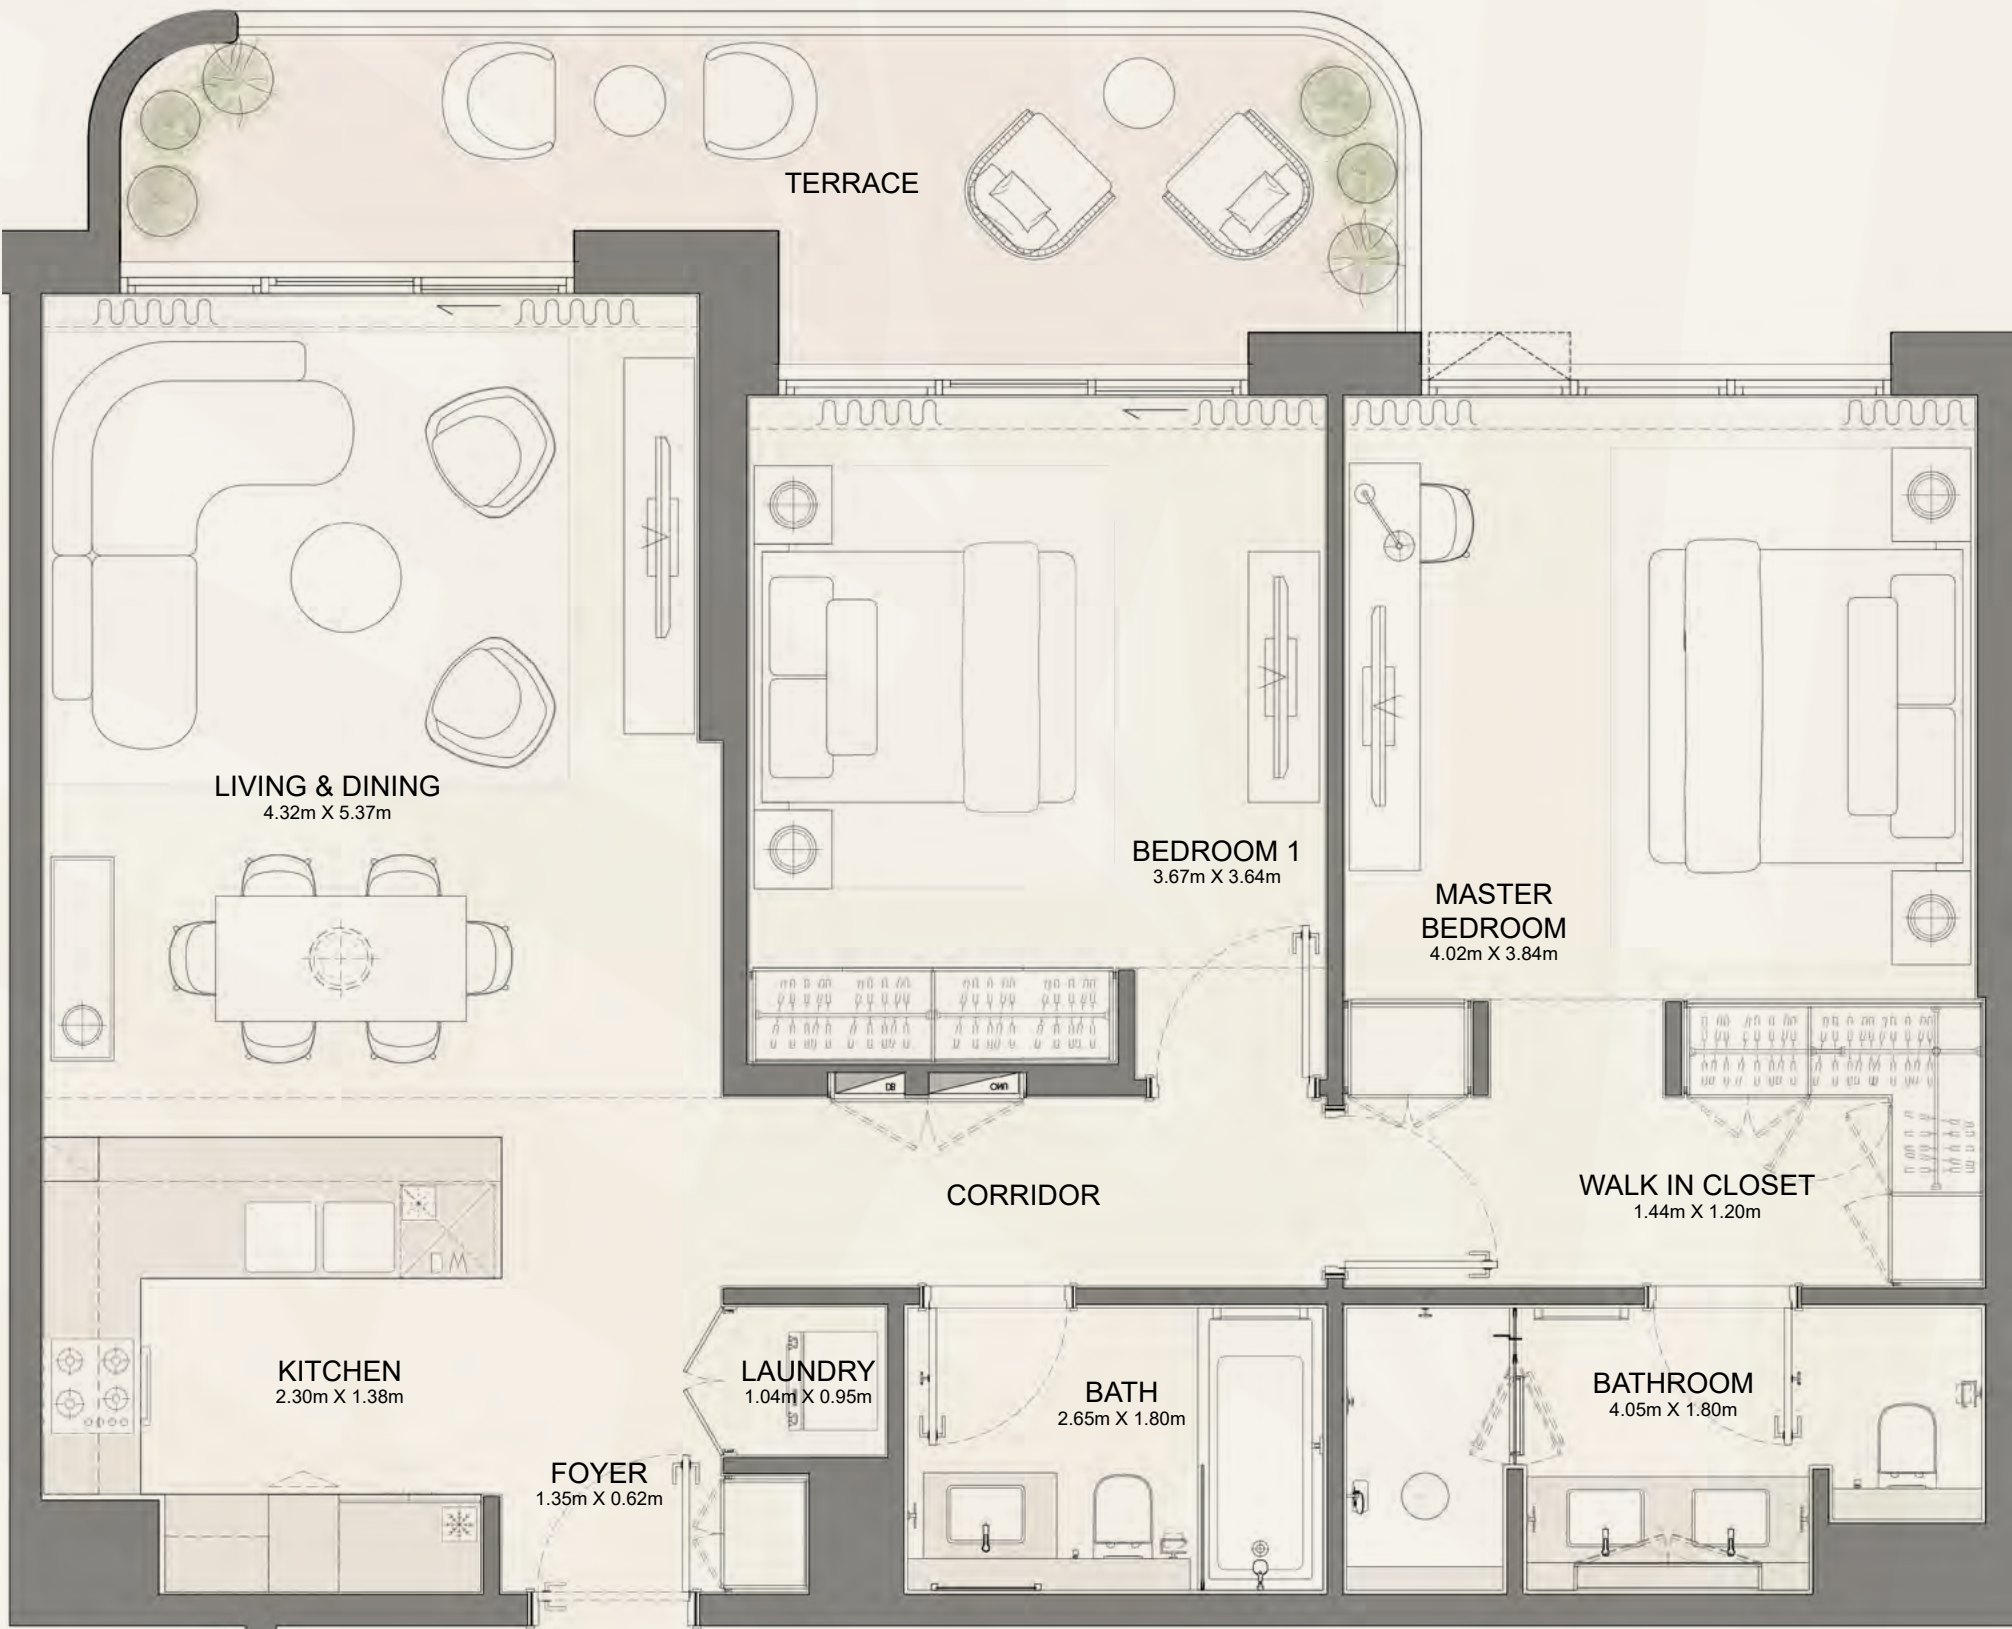 TERRACE
LIVING & DINING
4.32m X 5.37m
BEDROOM 1
3.67m X 3.64m
MASTER
BEDROOM
4.02m X 3.84m
DB
CORRIDOR
WALK IN CLOSET
1.44m X 1.20m
DW
KITCHEN
2.30m X 1.38m
LAUNDRY
1.04m X 0.95m
BATH
2.65m X 1.80m
BATHROOM
4.05m X 1.80m
FOYER
1.35m X 0.62m